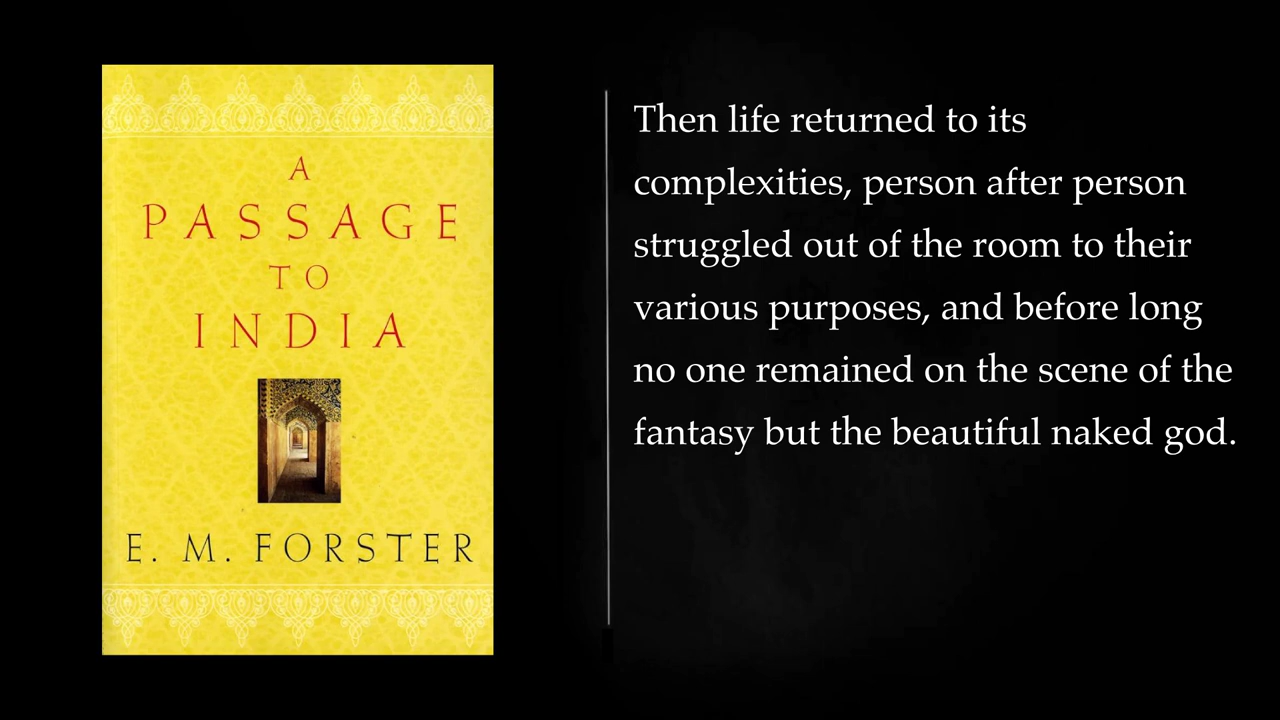 A
PASSAGE
TO
INDIA
E. M. FORSTER
Then life returned to its
complexities, person after person
struggled out of the room to their
various purposes, and before long
no one remained on the scene of the
fantasy but the beautiful naked god.